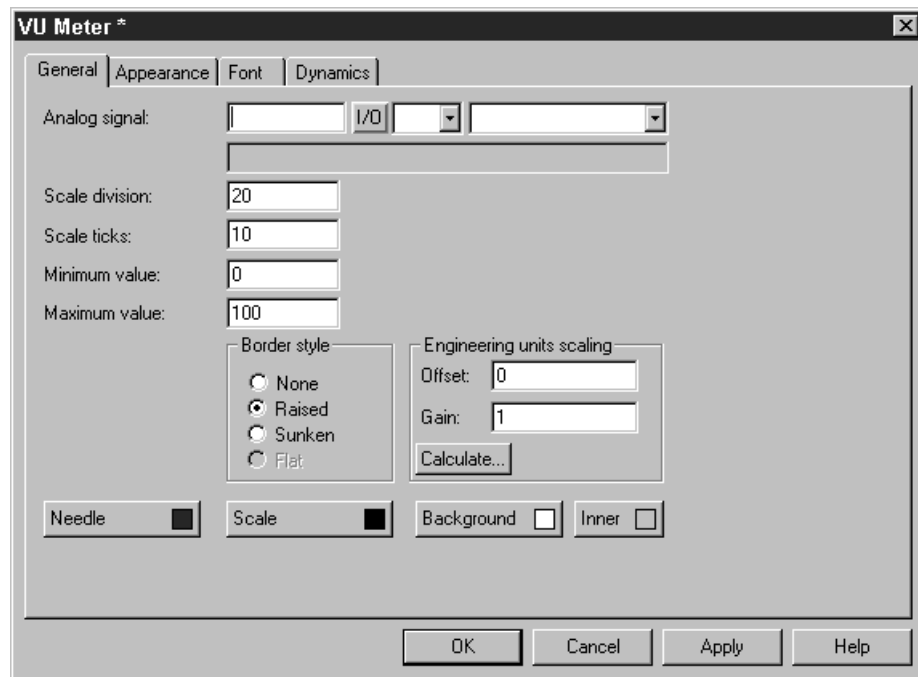 VU Meter *
General Appearance Font Dynamics
Analog signal: I/O
Scale division: 20
Scale ticks: 10
Minimum value: 0
Maximum value: 100
Border style
None
Raised
Sunken
Flat
Engineering units scaling
Offset: 0
Gain: 1
Calculate...
Needle Scale Background Inner
OK Cancel Apply Help